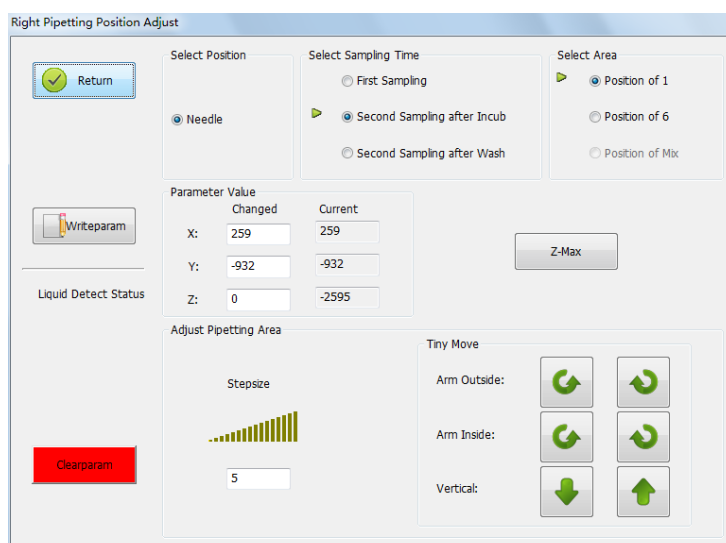 Right Pipetting Position Adjust
Return
Select Position
Needle
Select Sampling Time
First Sampling
Second Sampling after Incub
Second Sampling after Wash
Select Area
Position of 1
Position of 6
Position of Mix
Writeparam
Liquid Detect Status
Clearparam
Parameter Value
Changed Current
X: 259 259
Y: -932 -932
Z: 0 -2595
Z-Max
Adjust Pipetting Area
Stepsize
5
Tiny Move
Arm Outside:
Arm Inside:
Vertical: